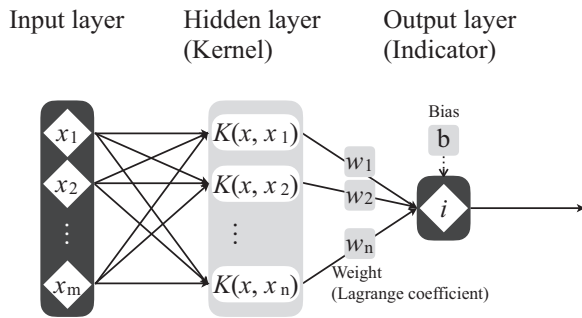 Input layer
Hidden layer
(Kernel)
Output layer
(Indicator)
x1
x2
⋮
xm
K(x, x1)
K(x, x2)
⋮
K(x, xn)
w1
w2
wn
Weight
(Lagrange coefficient)
Bias
b
i